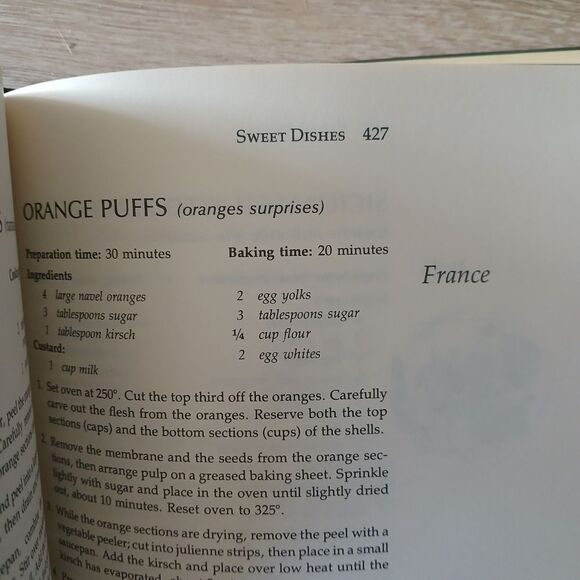 SWEET DISHES 427
ORANGE PUFFS (oranges surprises)
Preparation time: 30 minutes
Baking time: 20 minutes
France
Ingredients
4 large navel oranges
3 tablespoons sugar
1 tablespoon kirsch
Custard:
1 cup milk
2 egg yolks
3 tablespoons sugar
¼ cup flour
2 egg whites
1. Set oven at 250°. Cut the top third off the oranges. Carefully
carve out the flesh from the oranges. Reserve both the top
sections (caps) and the bottom sections (cups) of the shells.
2. Remove the membrane and the seeds from the orange sec-
tions, then arrange pulp on a greased baking sheet. Sprinkle
lightly with sugar and place in the oven until slightly dried
out, about 10 minutes. Reset oven to 325°.
3. While the orange sections are drying, remove the peel with a
vegetable peeler; cut into julienne strips, then place in a small
saucepan. Add the kirsch and place over low heat until the
kirsch has evaporated, about